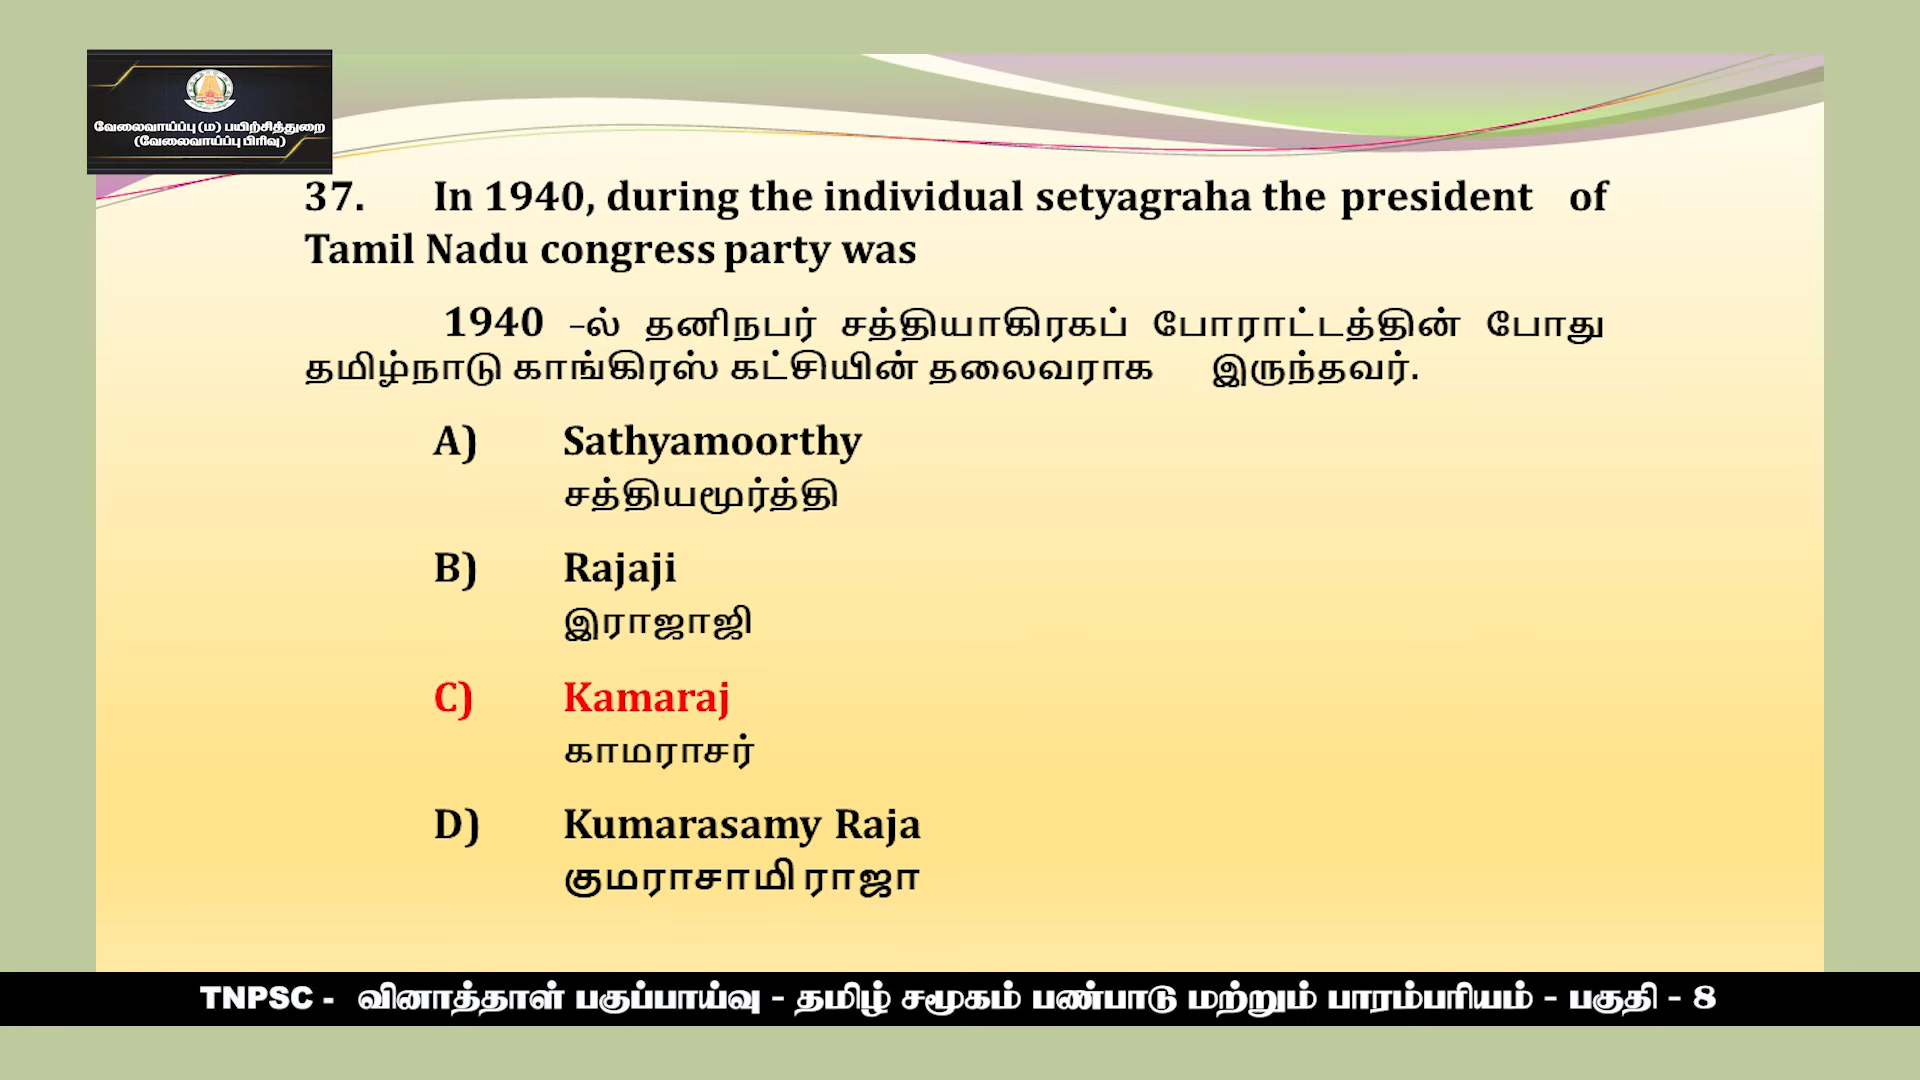 வேலைவாய்ப்பு (ம) பயிற்சித்துறை
(வேலைவாய்ப்பு பிரிவு)
37. In 1940, during the individual setyagraha the president of
Tamil Nadu congress party was
1940 –ல் தனிநபர் சத்தியாகிரகப் போராட்டத்தின் போது
தமிழ்நாடு காங்கிரஸ் கட்சியின் தலைவராக இருந்தவர்.
A) Sathyamoorthy
சத்தியமூர்த்தி
B) Rajaji
இராஜாஜி
C) Kamaraj
காமராசர்
D) Kumarasamy Raja
குமராசாமி ராஜா
TNPSC - வினாத்தாள் பகுப்பாய்வு - தமிழ் சமூகம் பண்பாடு மற்றும் பாரம்பரியம் - பகுதி - 8